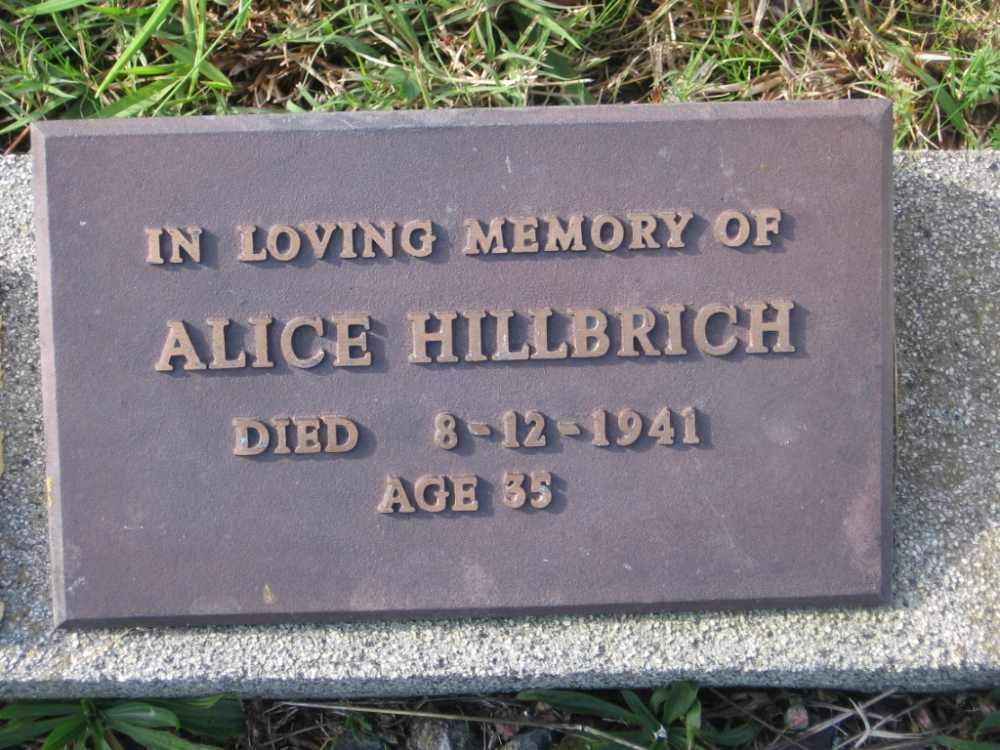 IN LOVING MEMORY OF
ALICE HILLBRICH
DIED 8-12-1941
AGE 35